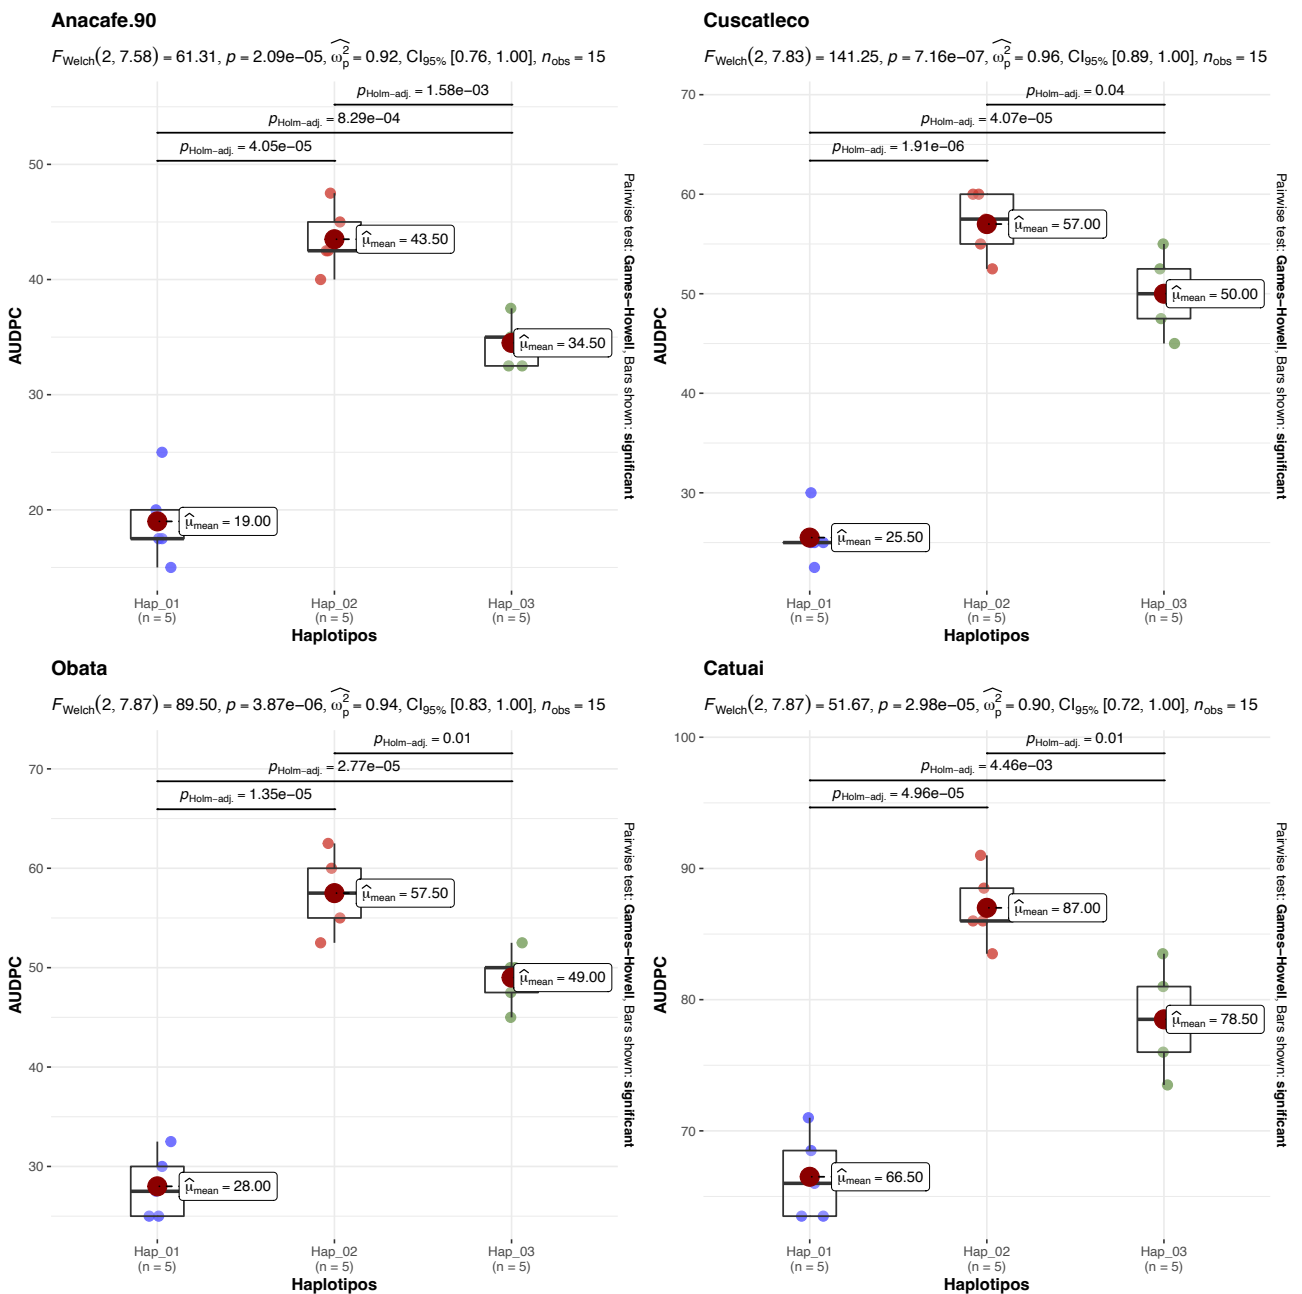 Anacafe.90
F_Welch(2, 7.58) = 61.31, p = 2.09e−05, ω̂²_p = 0.92, CI95% [0.76, 1.00], n_obs = 15
p_Holm−adj. = 1.58e−03
p_Holm−adj. = 8.29e−04
p_Holm−adj. = 4.05e−05
50
40
30
20
AUDPC
μ̂_mean = 19.00
μ̂_mean = 43.50
μ̂_mean = 34.50
Hap_01
(n = 5)
Hap_02
(n = 5)
Hap_03
(n = 5)
Haplotipos
Pairwise test: Games−Howell, Bars shown: significant
Cuscatleco
F_Welch(2, 7.83) = 141.25, p = 7.16e−07, ω̂²_p = 0.96, CI95% [0.89, 1.00], n_obs = 15
p_Holm−adj. = 0.04
p_Holm−adj. = 4.07e−05
p_Holm−adj. = 1.91e−06
70
60
50
40
30
AUDPC
μ̂_mean = 25.50
μ̂_mean = 57.00
μ̂_mean = 50.00
Hap_01
(n = 5)
Hap_02
(n = 5)
Hap_03
(n = 5)
Haplotipos
Pairwise test: Games−Howell, Bars shown: significant
Obata
F_Welch(2, 7.87) = 89.50, p = 3.87e−06, ω̂²_p = 0.94, CI95% [0.83, 1.00], n_obs = 15
p_Holm−adj. = 0.01
p_Holm−adj. = 2.77e−05
p_Holm−adj. = 1.35e−05
70
60
50
40
30
AUDPC
μ̂_mean = 28.00
μ̂_mean = 57.50
μ̂_mean = 49.00
Hap_01
(n = 5)
Hap_02
(n = 5)
Hap_03
(n = 5)
Haplotipos
Pairwise test: Games−Howell, Bars shown: significant
Catuai
F_Welch(2, 7.87) = 51.67, p = 2.98e−05, ω̂²_p = 0.90, CI95% [0.72, 1.00], n_obs = 15
p_Holm−adj. = 0.01
p_Holm−adj. = 4.46e−03
p_Holm−adj. = 4.96e−05
100
90
80
70
AUDPC
μ̂_mean = 66.50
μ̂_mean = 87.00
μ̂_mean = 78.50
Hap_01
(n = 5)
Hap_02
(n = 5)
Hap_03
(n = 5)
Haplotipos
Pairwise test: Games−Howell, Bars shown: significant